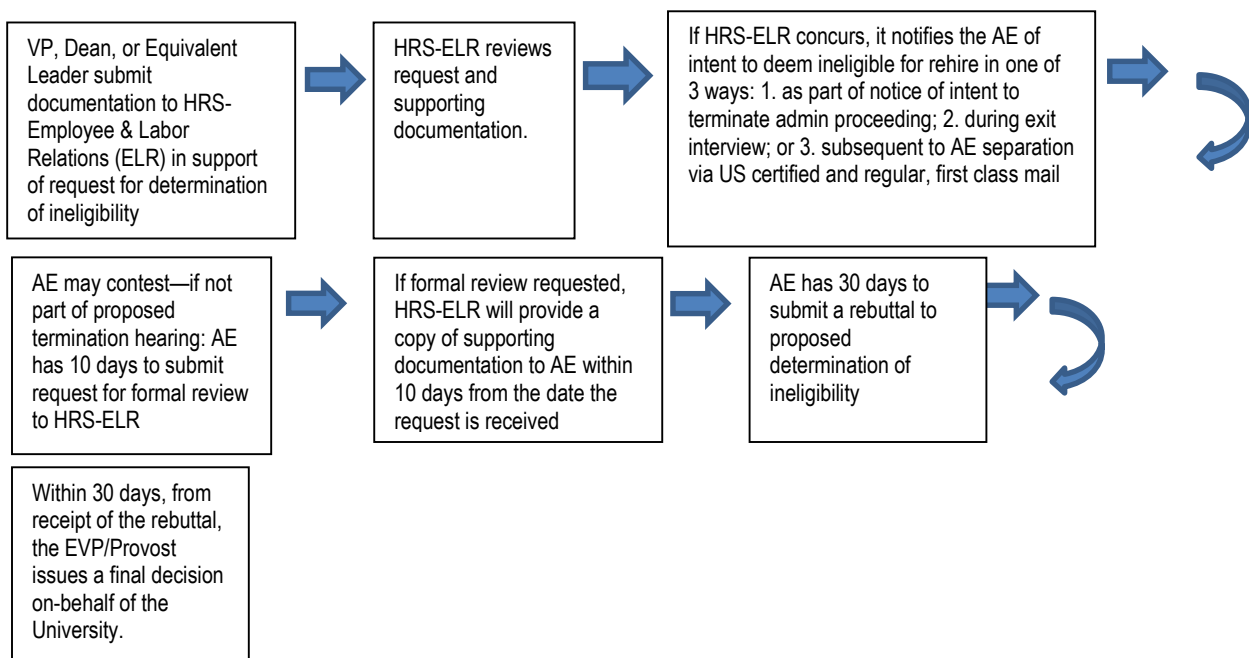 VP, Dean, or Equivalent
Leader submit
documentation to HRS-
Employee & Labor
Relations (ELR) in support
of request for determination
of ineligibility
HRS-ELR reviews
request and
supporting
documentation.
If HRS-ELR concurs, it notifies the AE of
intent to deem ineligible for rehire in one of
3 ways: 1. as part of notice of intent to
terminate admin proceeding; 2. during exit
interview; or 3. subsequent to AE separation
via US certified and regular, first class mail
AE may contest—if not
part of proposed
termination hearing: AE
has 10 days to submit
request for formal review
to HRS-ELR
If formal review requested,
HRS-ELR will provide a
copy of supporting
documentation to AE within
10 days from the date the
request is received
AE has 30 days to
submit a rebuttal to
proposed
determination of
ineligibility
Within 30 days, from
receipt of the rebuttal,
the EVP/Provost
issues a final decision
on-behalf of the
University.